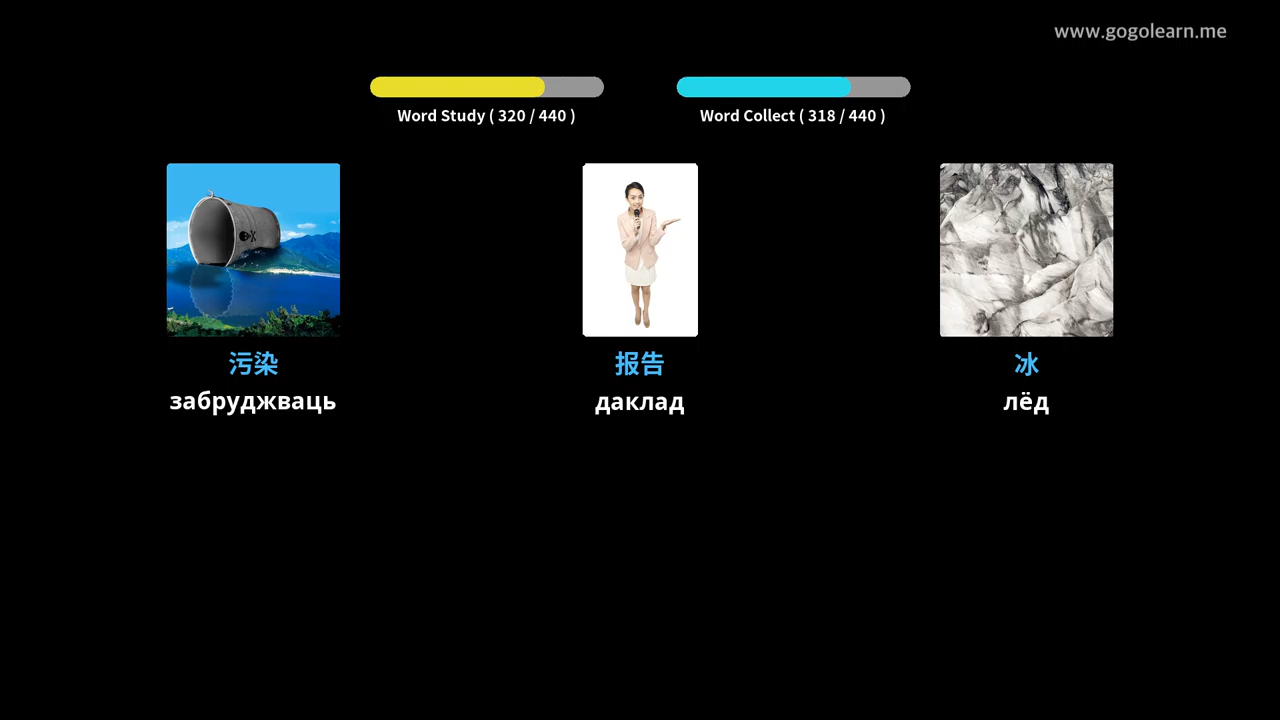 www.gogolearn.me
Word Study ( 320 / 440 )
Word Collect ( 318 / 440 )
污染
забруджваць
报告
даклад
冰
лёд